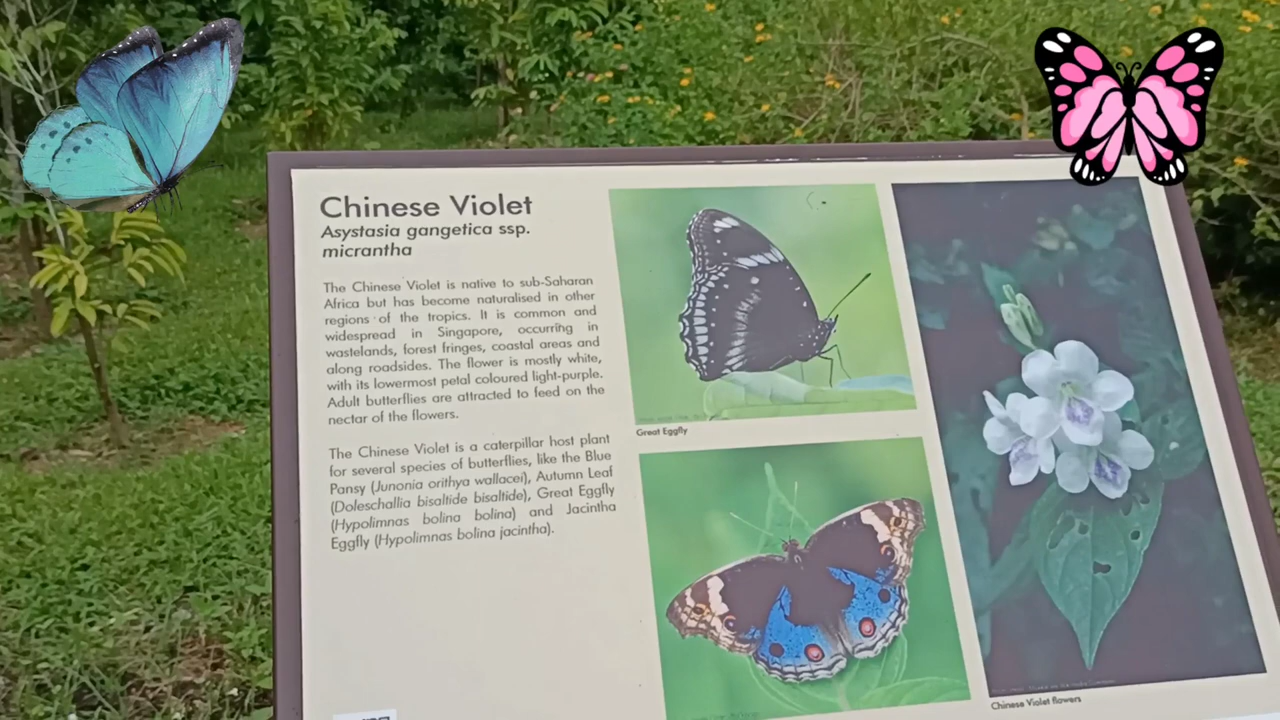 Chinese Violet
Asystasia gangetica ssp.
micrantha
The Chinese Violet is native to sub-Saharan
Africa but has become naturalised in other
regions of the tropics. It is common and
widespread in Singapore, occurring in
wastelands, forest fringes, coastal areas and
along roadsides. The flower is mostly white,
with its lowermost petal coloured light-purple.
Adult butterflies are attracted to feed on the
nectar of the flowers.
The Chinese Violet is a caterpillar host plant
for several species of butterflies, like the Blue
Pansy (Junonia orithya wallacei), Autumn Leaf
(Doleschallia bisaltide bisaltide), Great Eggfly
(Hypolimnas bolina bolina) and Jacintha
Eggfly (Hypolimnas bolina jacintha).
Great Eggfly
Chinese Violet flowers